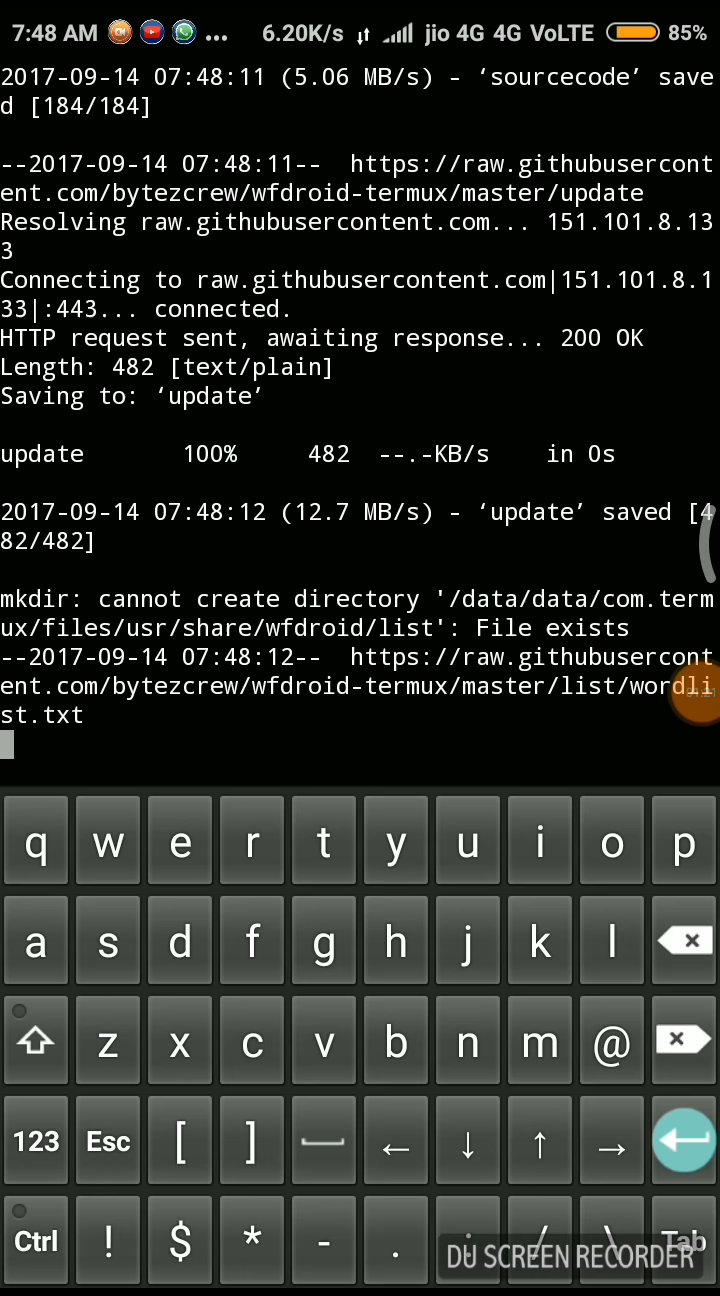 7:48 AM ... 6.20K/s jio 4G 4G VoLTE 85%
2017-09-14 07:48:11 (5.06 MB/s) - ‘sourcecode’ save
d [184/184]
--2017-09-14 07:48:11--  https://raw.githubusercont
ent.com/bytezcrew/wfdroid-termux/master/update
Resolving raw.githubusercontent.com... 151.101.8.13
3
Connecting to raw.githubusercontent.com|151.101.8.1
33|:443... connected.
HTTP request sent, awaiting response... 200 OK
Length: 482 [text/plain]
Saving to: ‘update’
update       100%     482  --.-KB/s    in 0s
2017-09-14 07:48:12 (12.7 MB/s) - ‘update’ saved [4
82/482]
mkdir: cannot create directory '/data/data/com.term
ux/files/usr/share/wfdroid/list': File exists
--2017-09-14 07:48:12--  https://raw.githubusercont
ent.com/bytezcrew/wfdroid-termux/master/list/wordli
st.txt
01:21
q w e r t y u i o p
a s d f g h j k l
z x c v b n m @
123 Esc [ ] ← ↓ ↑ →
Ctrl ! $ * - . : / \ Tab
DU SCREEN RECORDER